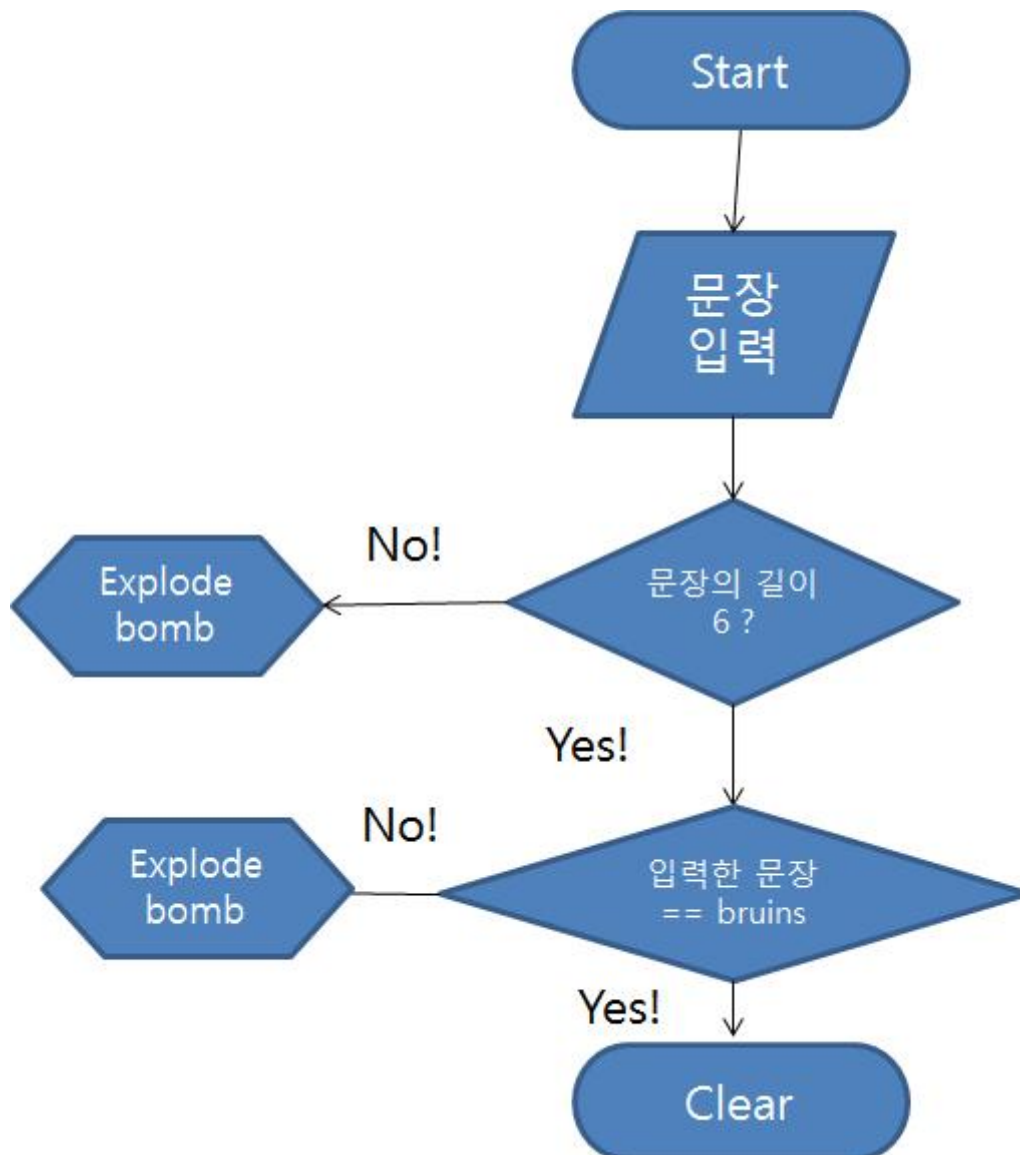 Start
문장
입력
No!
문장의 길이
6 ?
Explode
bomb
Yes!
No!
입력한 문장
== bruins
Explode
bomb
Yes!
Clear